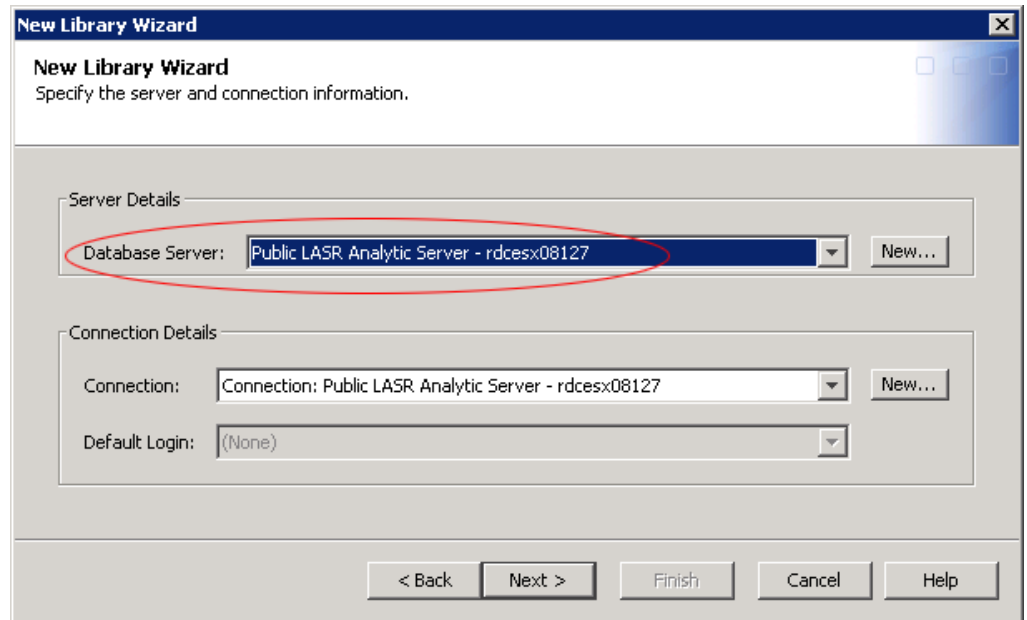 New Library Wizard
New Library Wizard
Specify the server and connection information.
Server Details
Database Server: Public LASR Analytic Server - rdcesx08127 New...
Connection Details
Connection: Connection: Public LASR Analytic Server - rdcesx08127 New...
Default Login: (None)
< Back Next > Finish Cancel Help